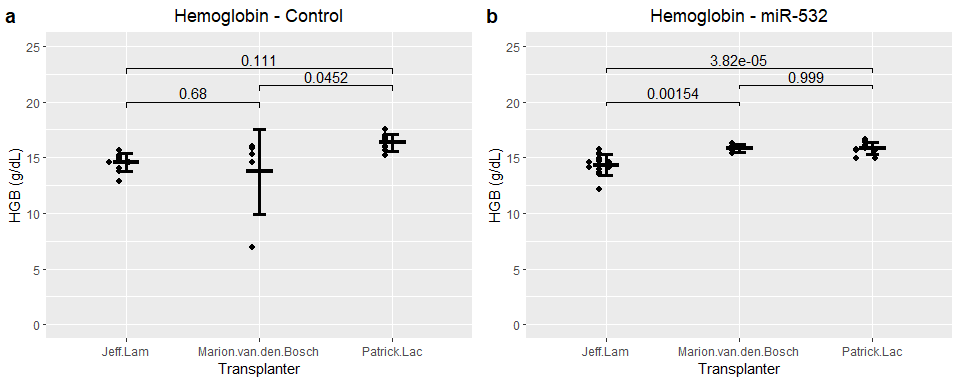 a
Hemoglobin - Control
HGB (g/dL)
25
20
15
10
5
0
0.111
0.0452
0.68
Jeff.Lam
Marion.van.den.Bosch
Patrick.Lac
Transplanter
b
Hemoglobin - miR-532
HGB (g/dL)
25
20
15
10
5
0
3.82e-05
0.999
0.00154
Jeff.Lam
Marion.van.den.Bosch
Patrick.Lac
Transplanter